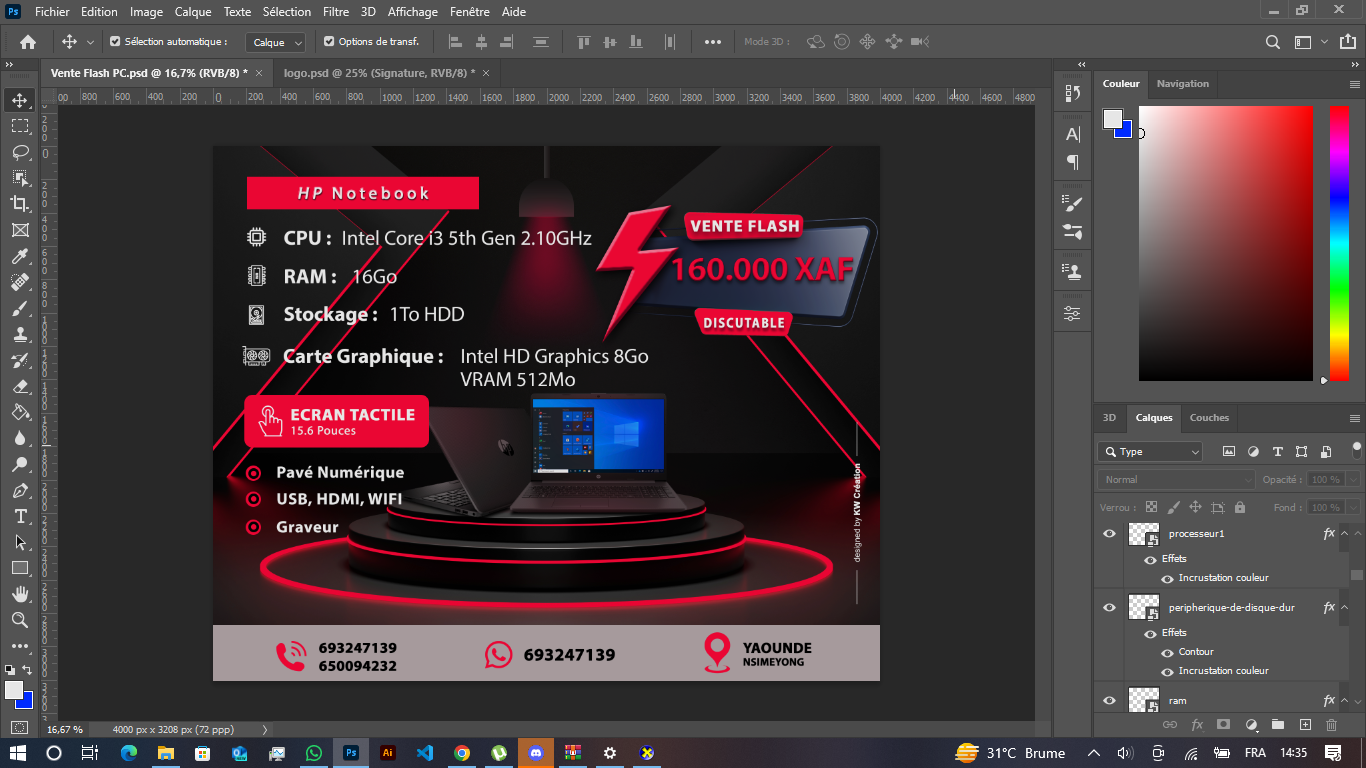 Ps Fichier Edition Image Calque Texte Sélection Filtre 3D Affichage Fenêtre Aide
Sélection automatique : Calque Options de transf. Mode 3D :
Vente Flash PC.psd @ 16,7% (RVB/8) * × logo.psd @ 25% (Signature, RVB/8) * ×
00 800 600 400 200 0 200 400 600 800 1000 1200 1400 1600 1800 2000 2200 2400 2600 2800 3000 3200 3400 3600 3800 4000 4200 4400 4600 4800
HP Notebook
CPU : Intel Core i3 5th Gen 2.10GHz
RAM : 16Go
Stockage : 1To HDD
Carte Graphique : Intel HD Graphics 8Go
VRAM 512Mo
VENTE FLASH
160.000 XAF
DISCUTABLE
ECRAN TACTILE
15.6 Pouces
Pavé Numérique
USB, HDMI, WIFI
Graveur
designed by KW Création
693247139
650094232
693247139
YAOUNDE
NSIMEYONG
Couleur Navigation
3D Calques Couches
Type
Normal Opacité : 100 %
Verrou : Fond : 100 %
processeur1 fx
Effets
Incrustation couleur
peripherique-de-disque-dur fx
Effets
Contour
Incrustation couleur
ram fx
16,67 % 4000 px x 3208 px (72 ppp)
31°C Brume FRA 14:35